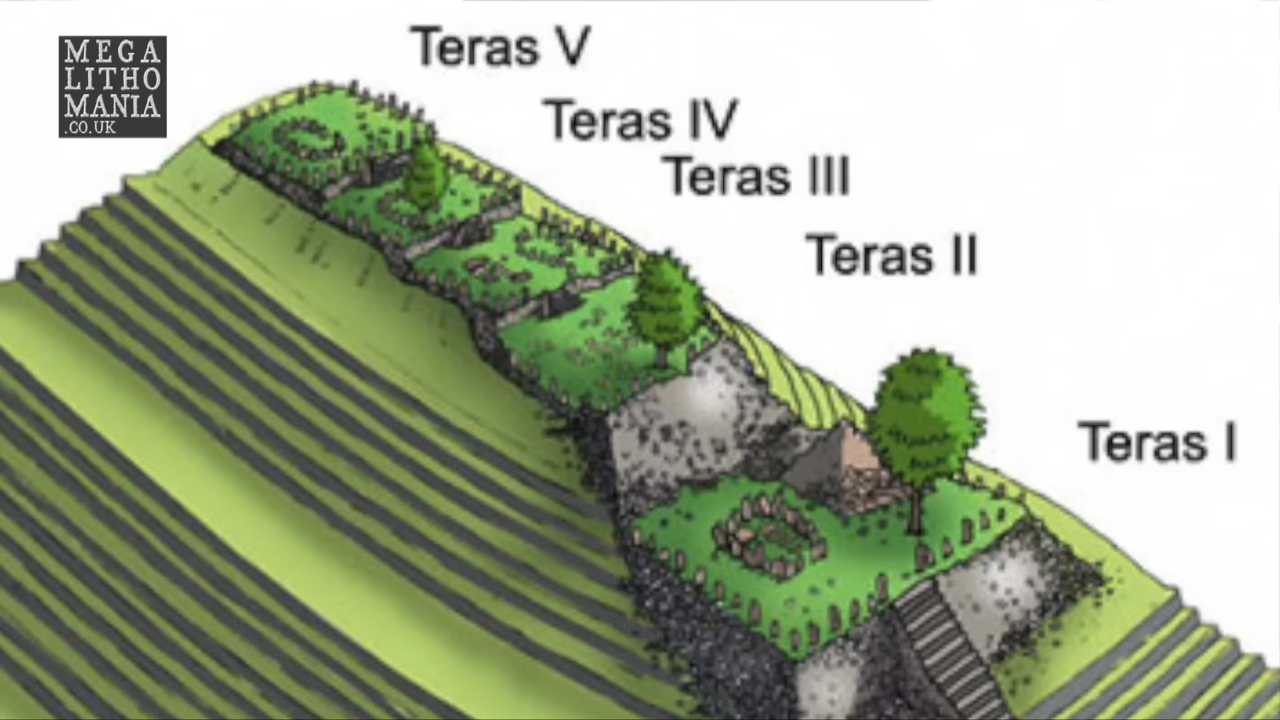 MEGA
LITHO
MANIA
.CO.UK
Teras V
Teras IV
Teras III
Teras II
Teras I